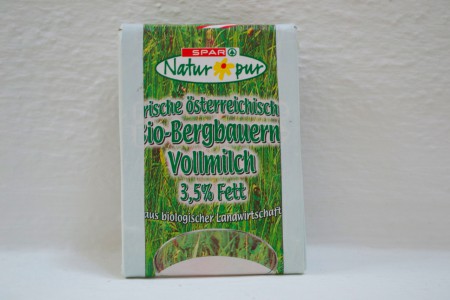 SPAR
Natur pur
rische österreichisch
io-Bergbauern
Vollmilch
3,5% Fett
aus biologischer Landwirtschaft